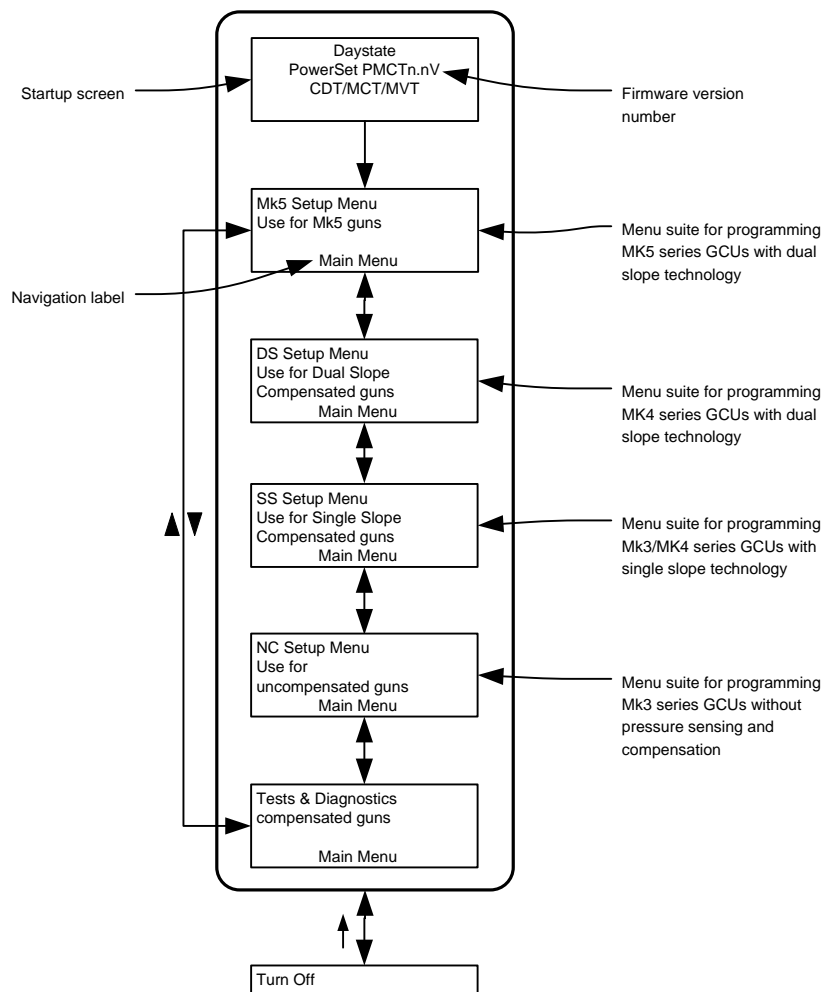 Daystate
PowerSet PMCTn.nV
CDT/MCT/MVT
Startup screen
Firmware version
number
Mk5 Setup Menu
Use for Mk5 guns
Main Menu
Menu suite for programming
MK5 series GCUs with dual
slope technology
Navigation label
DS Setup Menu
Use for Dual Slope
Compensated guns
Main Menu
Menu suite for programming
MK4 series GCUs with dual
slope technology
SS Setup Menu
Use for Single Slope
Compensated guns
Main Menu
Menu suite for programming
Mk3/MK4 series GCUs with
single slope technology
NC Setup Menu
Use for
uncompensated guns
Main Menu
Menu suite for programming
Mk3 series GCUs without
pressure sensing and
compensation
Tests & Diagnostics
compensated guns
Main Menu
Turn Off